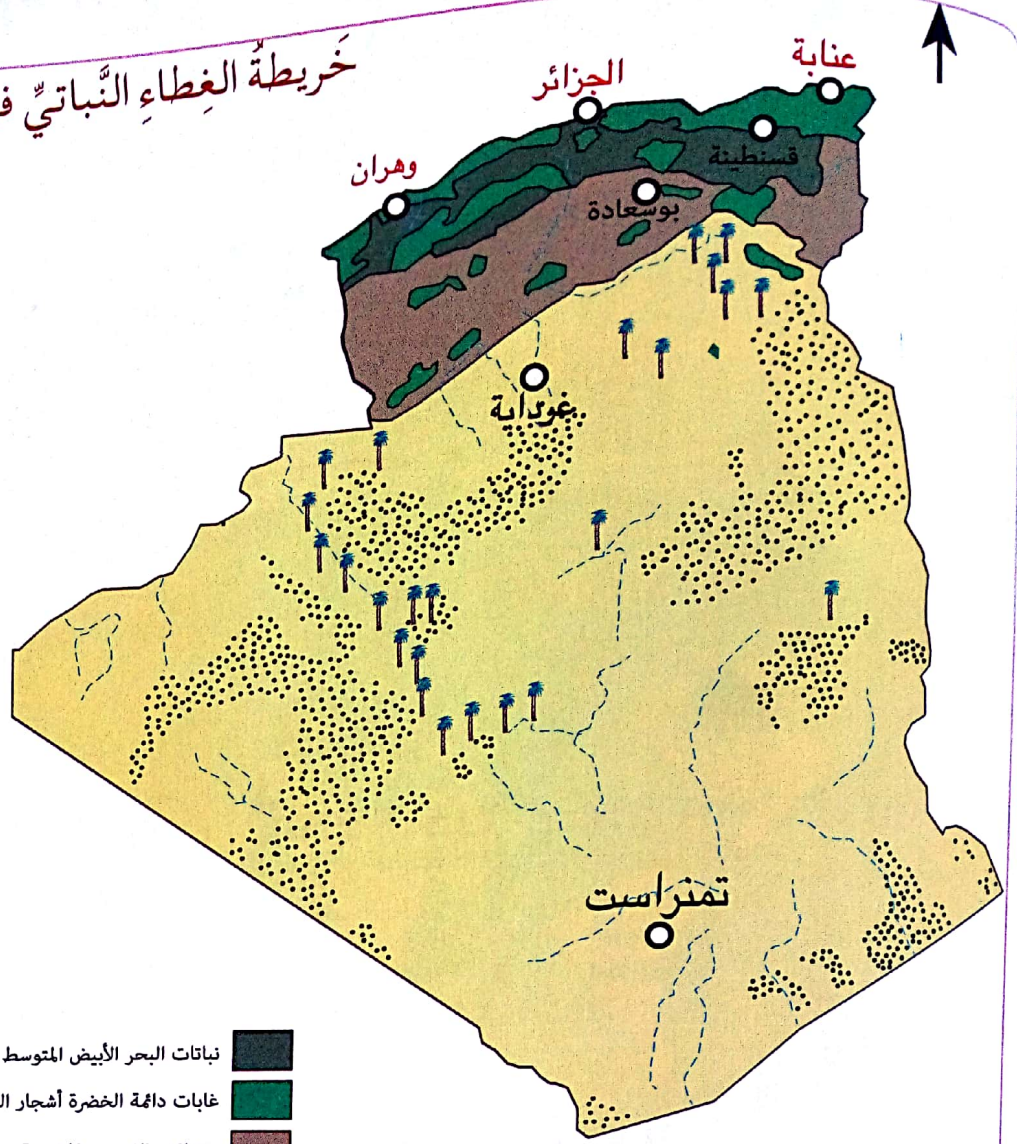 خَريطةُ الغِطاءِ النَّباتيِّ
عنابة
الجزائر
قسنطينة
وهران
بوسعادة
غرداية
تمنراست
نباتات البحر الأبيض المتوسط
غابات دائمة الخضرة أشجار